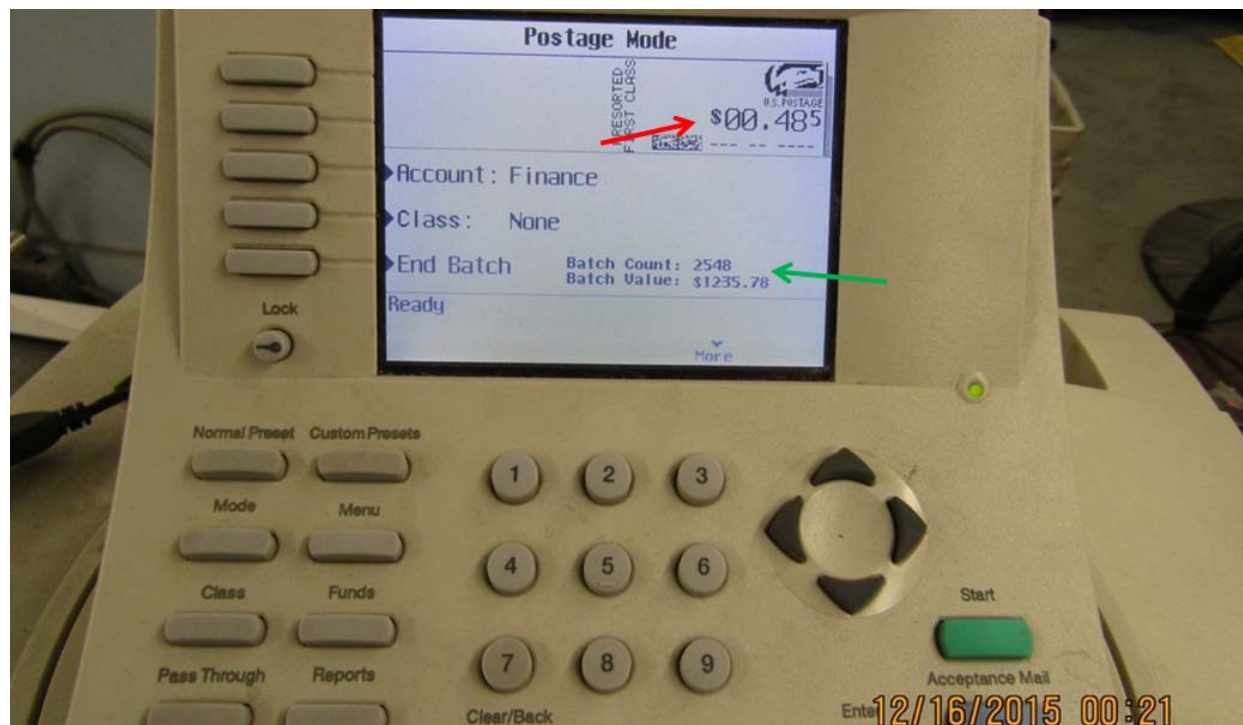 Postage Mode
PRESORTED
FIRST CLASS
U.S. POSTAGE
$00.485
--- -- ----
Account: Finance
Class: None
End Batch
Batch Count: 2548
Batch Value: $1235.78
Ready
More
Lock
Normal Preset Custom Presets
Mode Menu
Class Funds
Pass Through Reports
1 2 3
4 5 6
7 8 9
Clear/Back
Start
Acceptance Mail
Ente
12/16/2015 00:21